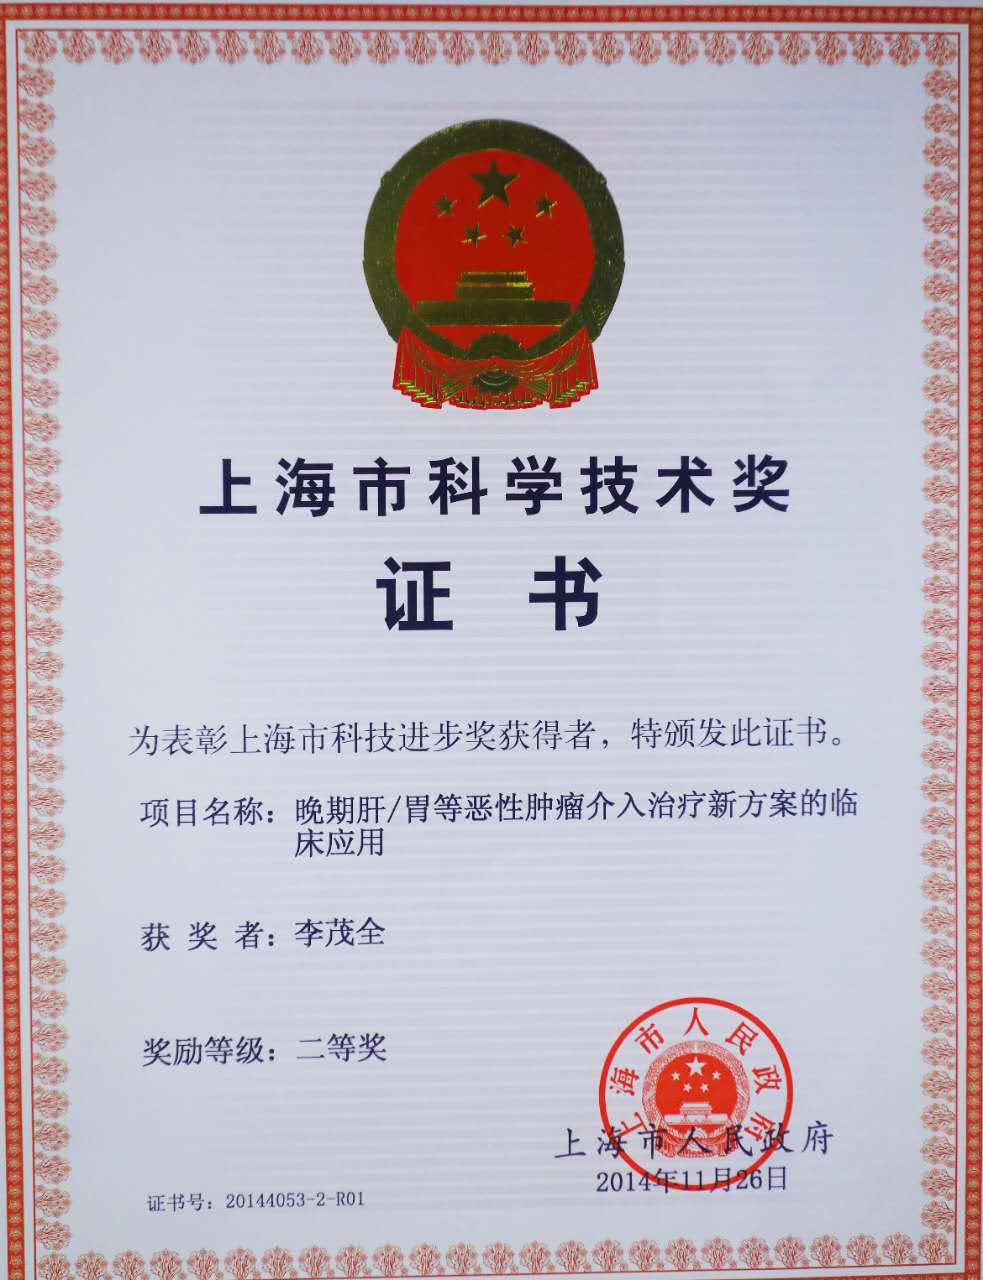 上海市科学技术奖
证书
为表彰上海市科技进步奖获得者，特颁发此证书。
项目名称：晚期肝/胃等恶性肿瘤介入治疗新方案的临
床应用
获奖者：李茂全
奖励等级：二等奖
上海市人民政府
上海市人民政府
2014年11月26日
证书号：20144053-2-R01